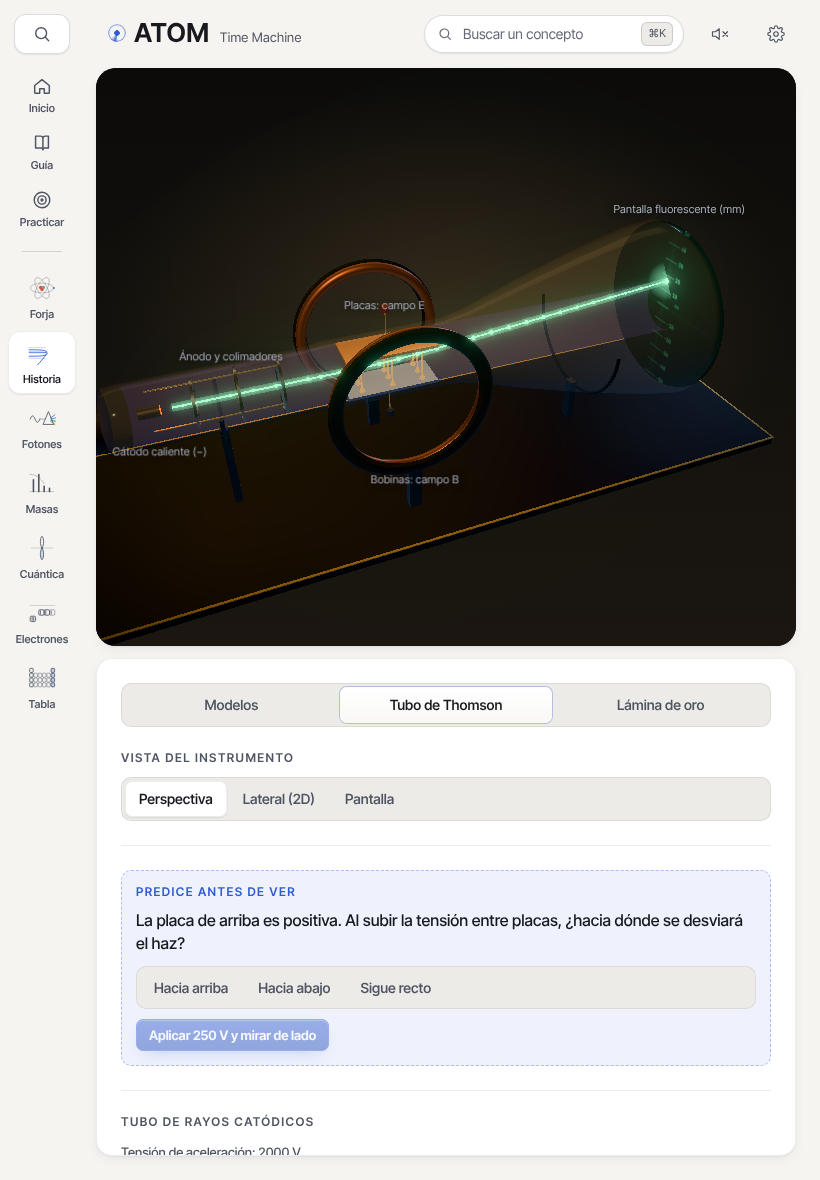 ATOM Time Machine
Buscar un concepto
⌘K
Inicio
Guía
Practicar
Forja
Historia
Fotones
Masas
Cuántica
Electrones
Tabla
Pantalla fluorescente (mm)
Placas: campo E
Ánodo y colimadores
Cátodo caliente (−)
Bobinas: campo B
Modelos
Tubo de Thomson
Lámina de oro
VISTA DEL INSTRUMENTO
Perspectiva
Lateral (2D)
Pantalla
PREDICE ANTES DE VER
La placa de arriba es positiva. Al subir la tensión entre placas, ¿hacia dónde se desviará
el haz?
Hacia arriba
Hacia abajo
Sigue recto
Aplicar 250 V y mirar de lado
TUBO DE RAYOS CATÓDICOS
Tensión de aceleración: 2000 V